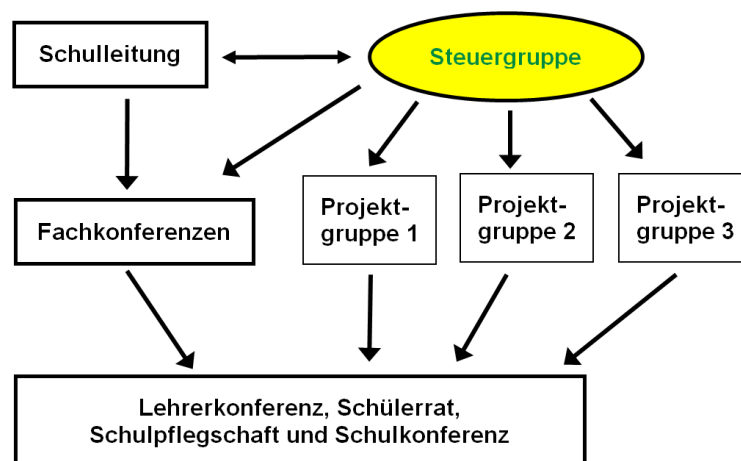 Schulleitung
Steuergruppe
Fachkonferenzen
Projekt-
gruppe 1
Projekt-
gruppe 2
Projekt-
gruppe 3
Lehrerkonferenz, Schülerrat,
Schulpflegschaft und Schulkonferenz